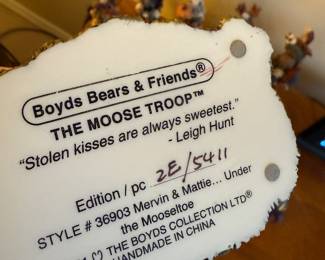 Boyds Bears & Friends®
THE MOOSE TROOP™
"Stolen kisses are always sweetest."
- Leigh Hunt
Edition / pc 2E/5411
STYLE # 36903 Mervin & Mattie... Under
the Mooseltoe
THE BOYDS COLLECTION LTD®
HANDMADE IN CHINA